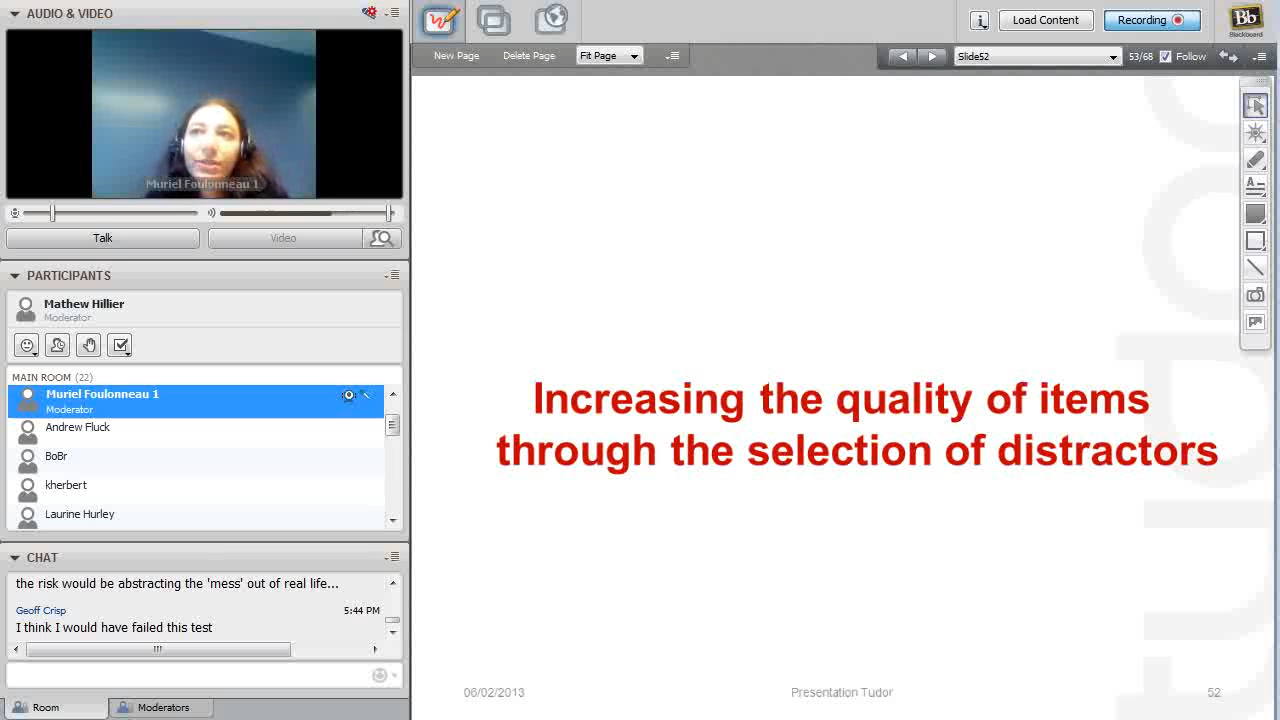 AUDIO & VIDEO
Muriel Foulonneau 1
Talk
Video
PARTICIPANTS
Mathew Hillier
Moderator
MAIN ROOM (22)
Muriel Foulonneau 1
Moderator
Andrew Fluck
BoBr
kherbert
Laurine Hurley
CHAT
the risk would be abstracting the 'mess' out of real life...
Geoff Crisp 5:44 PM
I think I would have failed this test
Room
Moderators
Load Content
Recording
Bb
Blackboard
New Page
Delete Page
Fit Page
Slide52
53/68
Follow
Increasing the quality of items
through the selection of distractors
06/02/2013
Presentation Tudor
52